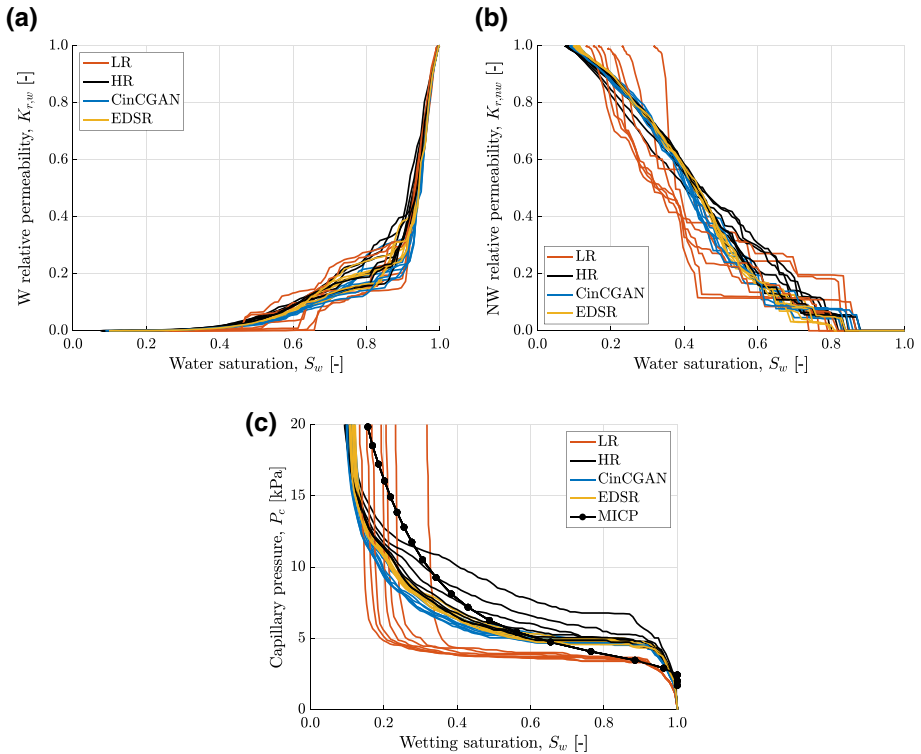 (a)
W relative permeability, K_{r,w} [-]
1.0
0.8
0.6
0.4
0.2
0.0
LR
HR
CinCGAN
EDSR
0.0 0.2 0.4 0.6 0.8 1.0
Water saturation, S_w [-]
(b)
NW relative permeability, K_{r,nw} [-]
1.0
0.8
0.6
0.4
0.2
0.0
LR
HR
CinCGAN
EDSR
0.0 0.2 0.4 0.6 0.8 1.0
Water saturation, S_w [-]
(c)
Capillary pressure, P_c [kPa]
20
15
10
5
0
LR
HR
CinCGAN
EDSR
MICP
0.0 0.2 0.4 0.6 0.8 1.0
Wetting saturation, S_w [-]